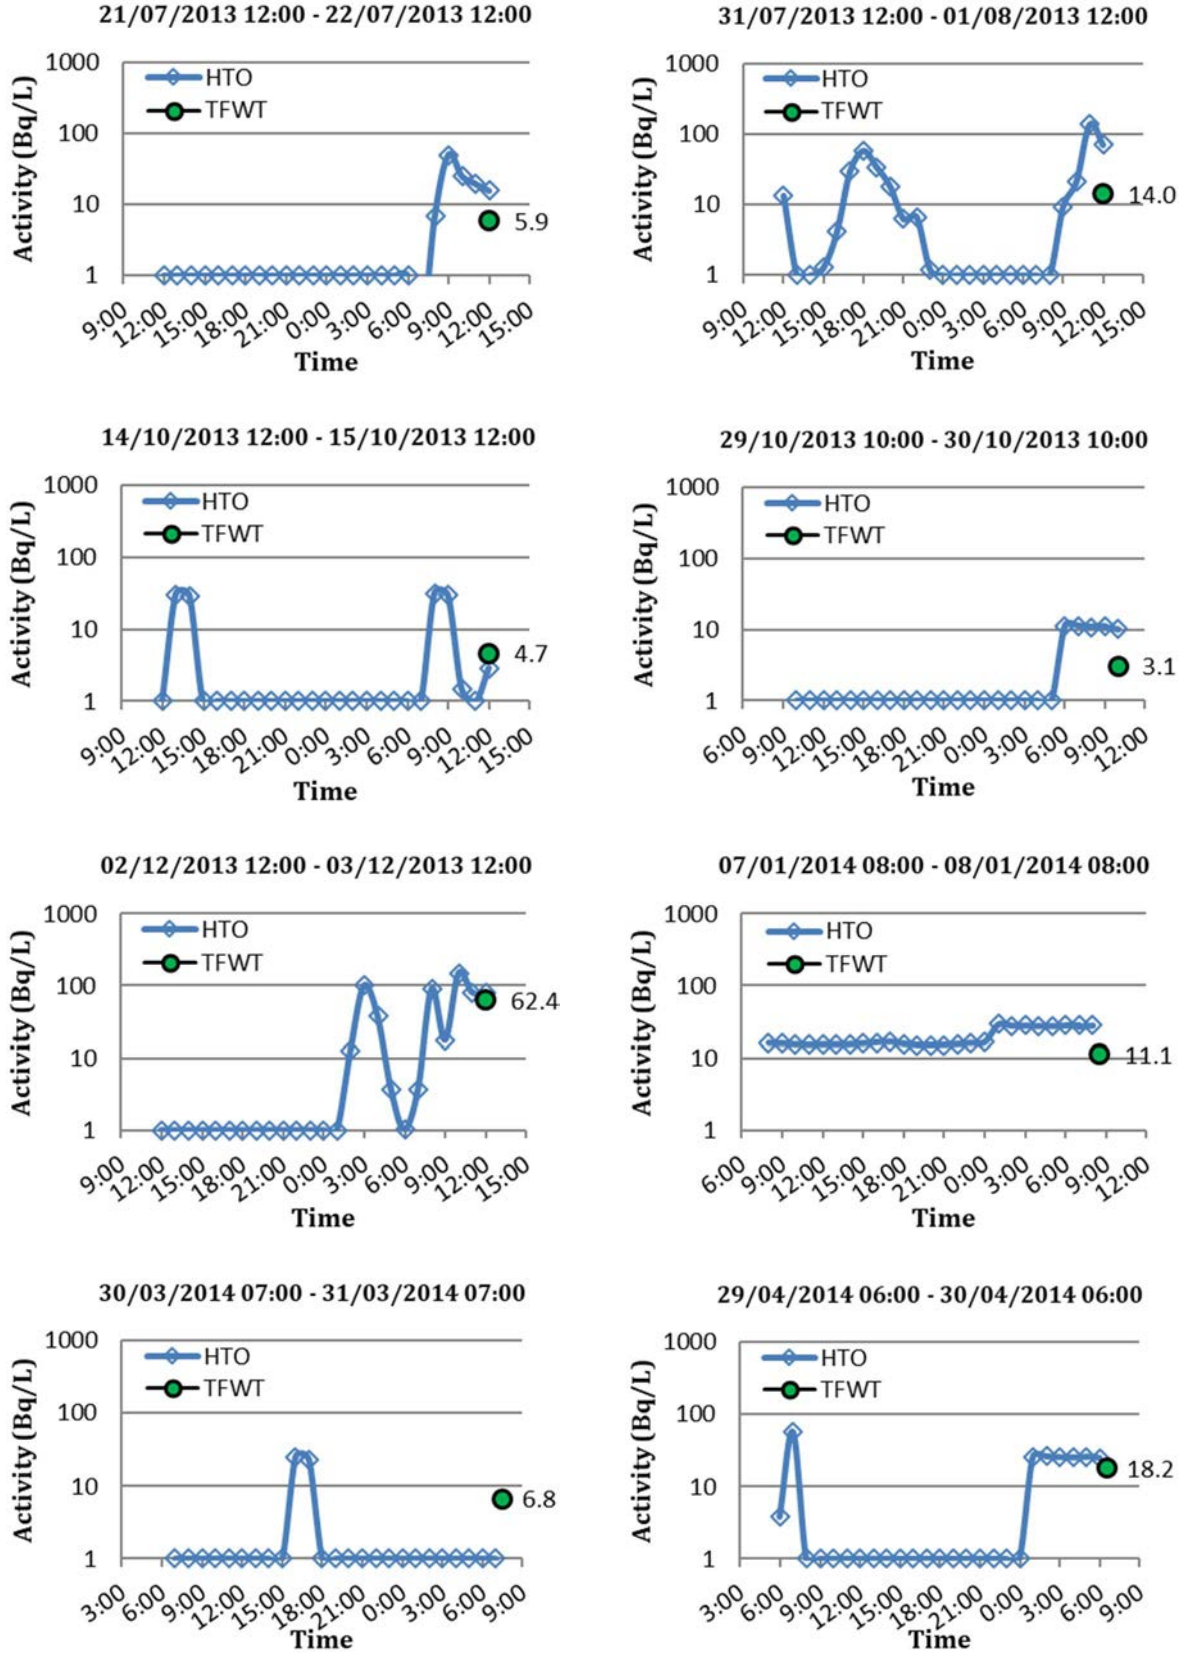 21/07/2013 12:00 - 22/07/2013 12:00
Activity (Bq/L)
1000
100
10
1
HTO
TFWT
5.9
9:00 12:00 15:00 18:00 21:00 0:00 3:00 6:00 9:00 12:00 15:00
Time
31/07/2013 12:00 - 01/08/2013 12:00
Activity (Bq/L)
1000
100
10
1
HTO
TFWT
14.0
9:00 12:00 15:00 18:00 21:00 0:00 3:00 6:00 9:00 12:00 15:00
Time
14/10/2013 12:00 - 15/10/2013 12:00
Activity (Bq/L)
1000
100
10
1
HTO
TFWT
4.7
9:00 12:00 15:00 18:00 21:00 0:00 3:00 6:00 9:00 12:00 15:00
Time
29/10/2013 10:00 - 30/10/2013 10:00
Activity (Bq/L)
1000
100
10
1
HTO
TFWT
3.1
6:00 9:00 12:00 15:00 18:00 21:00 0:00 3:00 6:00 9:00 12:00
Time
02/12/2013 12:00 - 03/12/2013 12:00
Activity (Bq/L)
1000
100
10
1
HTO
TFWT
62.4
9:00 12:00 15:00 18:00 21:00 0:00 3:00 6:00 9:00 12:00 15:00
Time
07/01/2014 08:00 - 08/01/2014 08:00
Activity (Bq/L)
1000
100
10
1
HTO
TFWT
11.1
6:00 9:00 12:00 15:00 18:00 21:00 0:00 3:00 6:00 9:00 12:00
Time
30/03/2014 07:00 - 31/03/2014 07:00
Activity (Bq/L)
1000
100
10
1
HTO
TFWT
6.8
3:00 6:00 9:00 12:00 15:00 18:00 21:00 0:00 3:00 6:00 9:00
Time
29/04/2014 06:00 - 30/04/2014 06:00
Activity (Bq/L)
1000
100
10
1
HTO
TFWT
18.2
3:00 6:00 9:00 12:00 15:00 18:00 21:00 0:00 3:00 6:00 9:00
Time